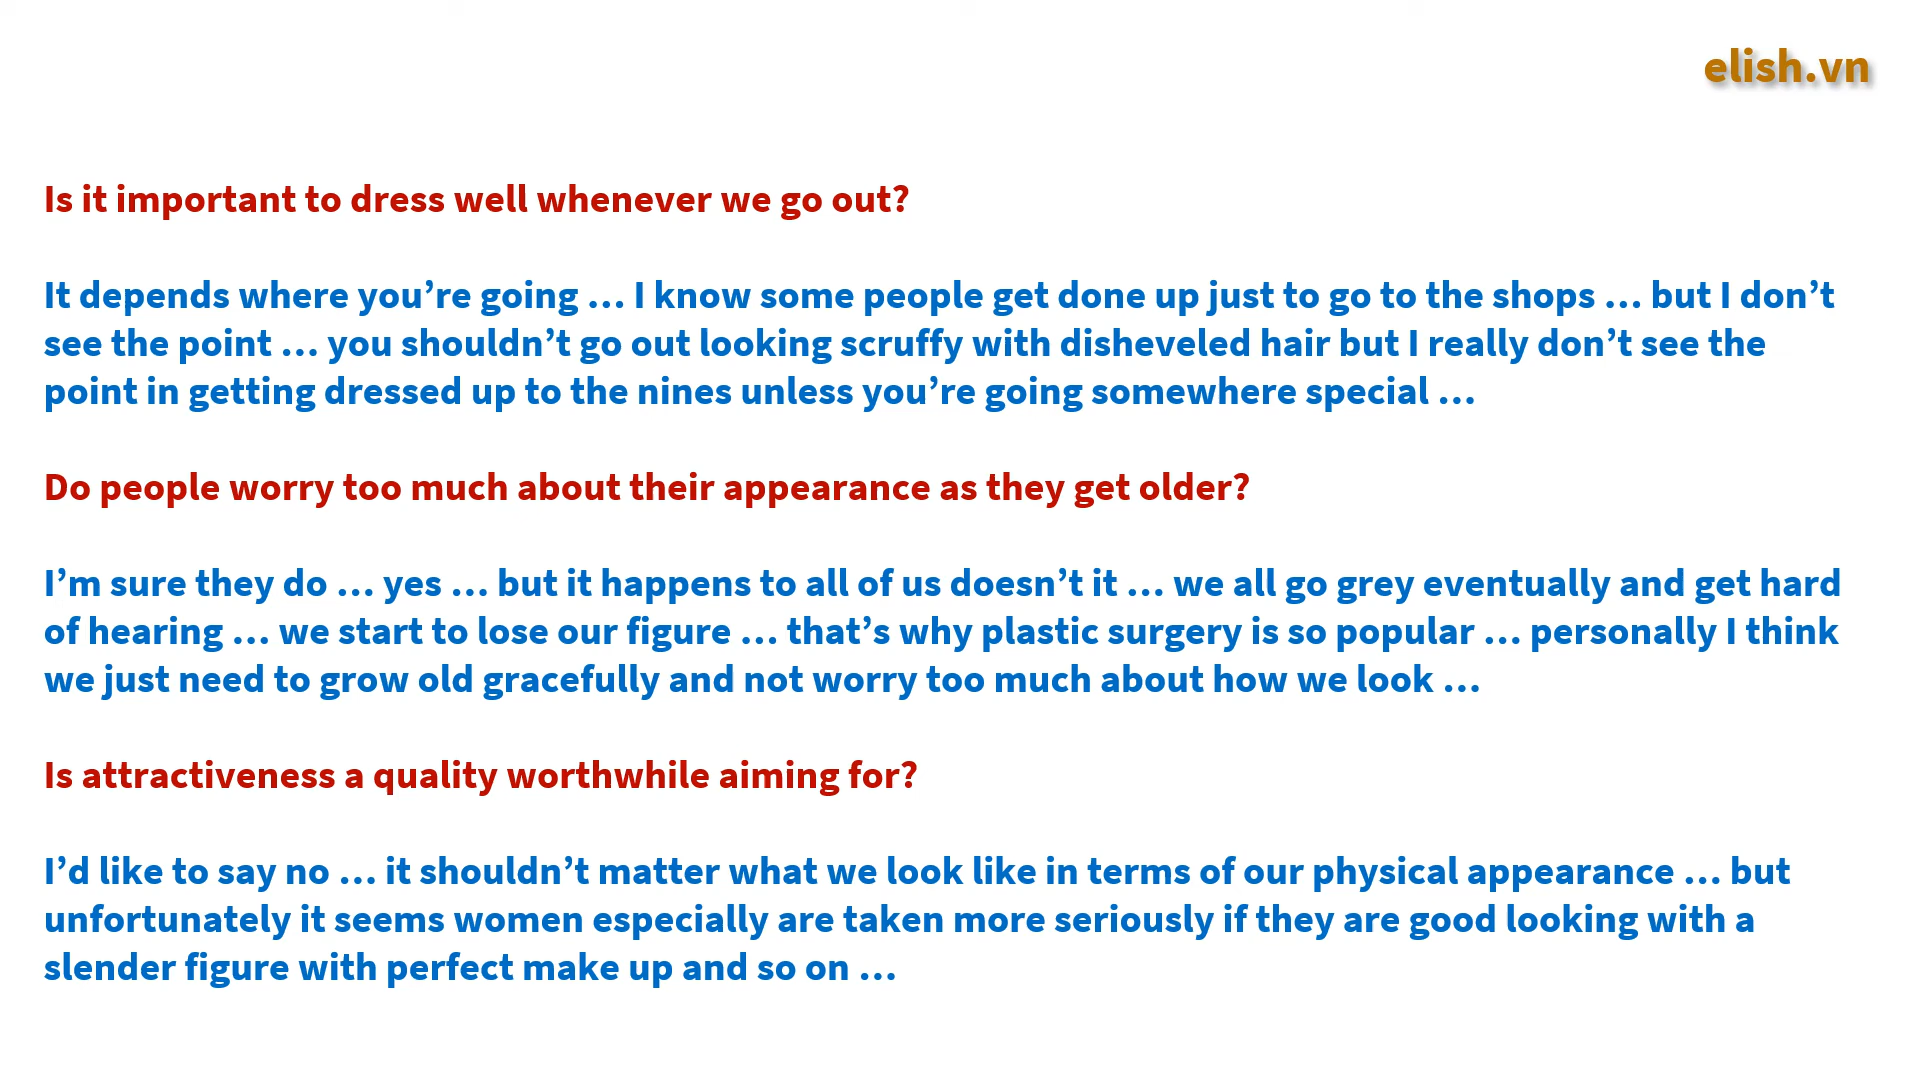 elish.vn
Is it important to dress well whenever we go out?
It depends where you’re going … I know some people get done up just to go to the shops … but I don’t
see the point … you shouldn’t go out looking scruffy with disheveled hair but I really don’t see the
point in getting dressed up to the nines unless you’re going somewhere special …
Do people worry too much about their appearance as they get older?
I’m sure they do … yes … but it happens to all of us doesn’t it … we all go grey eventually and get hard
of hearing … we start to lose our figure … that’s why plastic surgery is so popular … personally I think
we just need to grow old gracefully and not worry too much about how we look …
Is attractiveness a quality worthwhile aiming for?
I’d like to say no … it shouldn’t matter what we look like in terms of our physical appearance … but
unfortunately it seems women especially are taken more seriously if they are good looking with a
slender figure with perfect make up and so on …